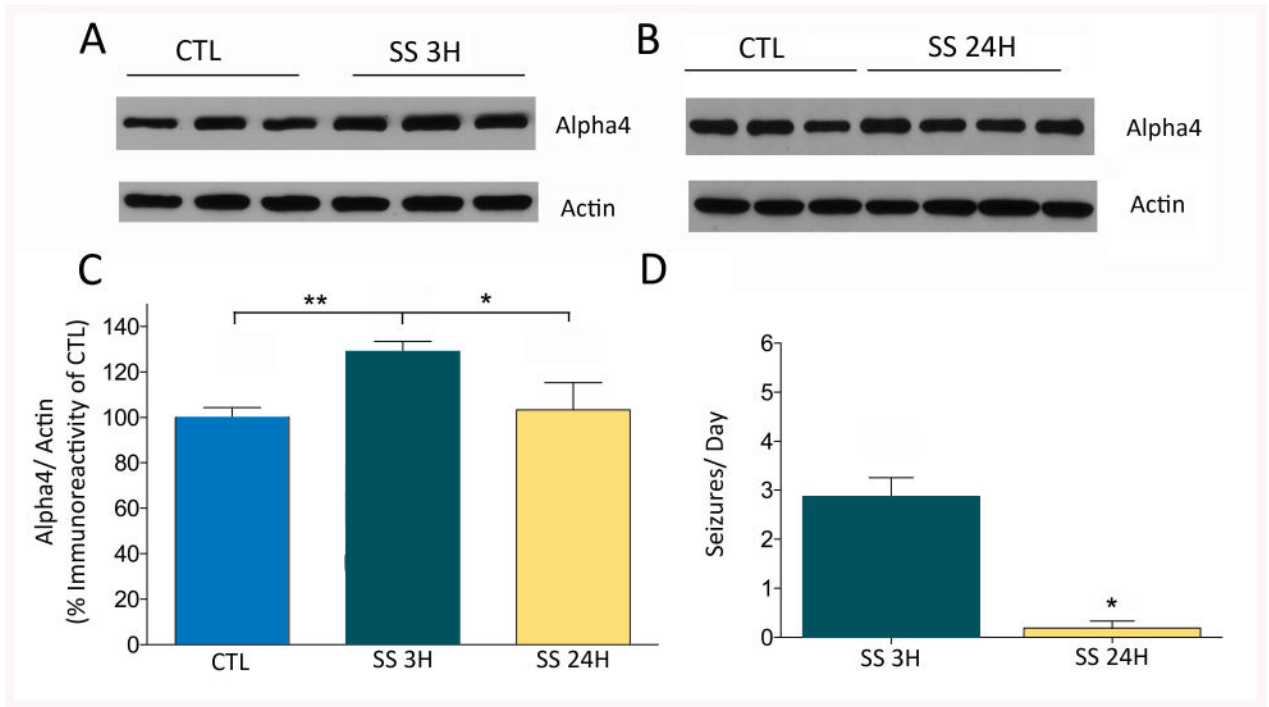 A
CTL
SS 3H
Alpha4
Actin
B
CTL
SS 24H
Alpha4
Actin
C
Alpha4/ Actin
(% Immunoreactivity of CTL)
140
120
100
80
60
40
20
0
**
*
CTL
SS 3H
SS 24H
D
Seizures/ Day
6
5
4
3
2
1
0
*
SS 3H
SS 24H